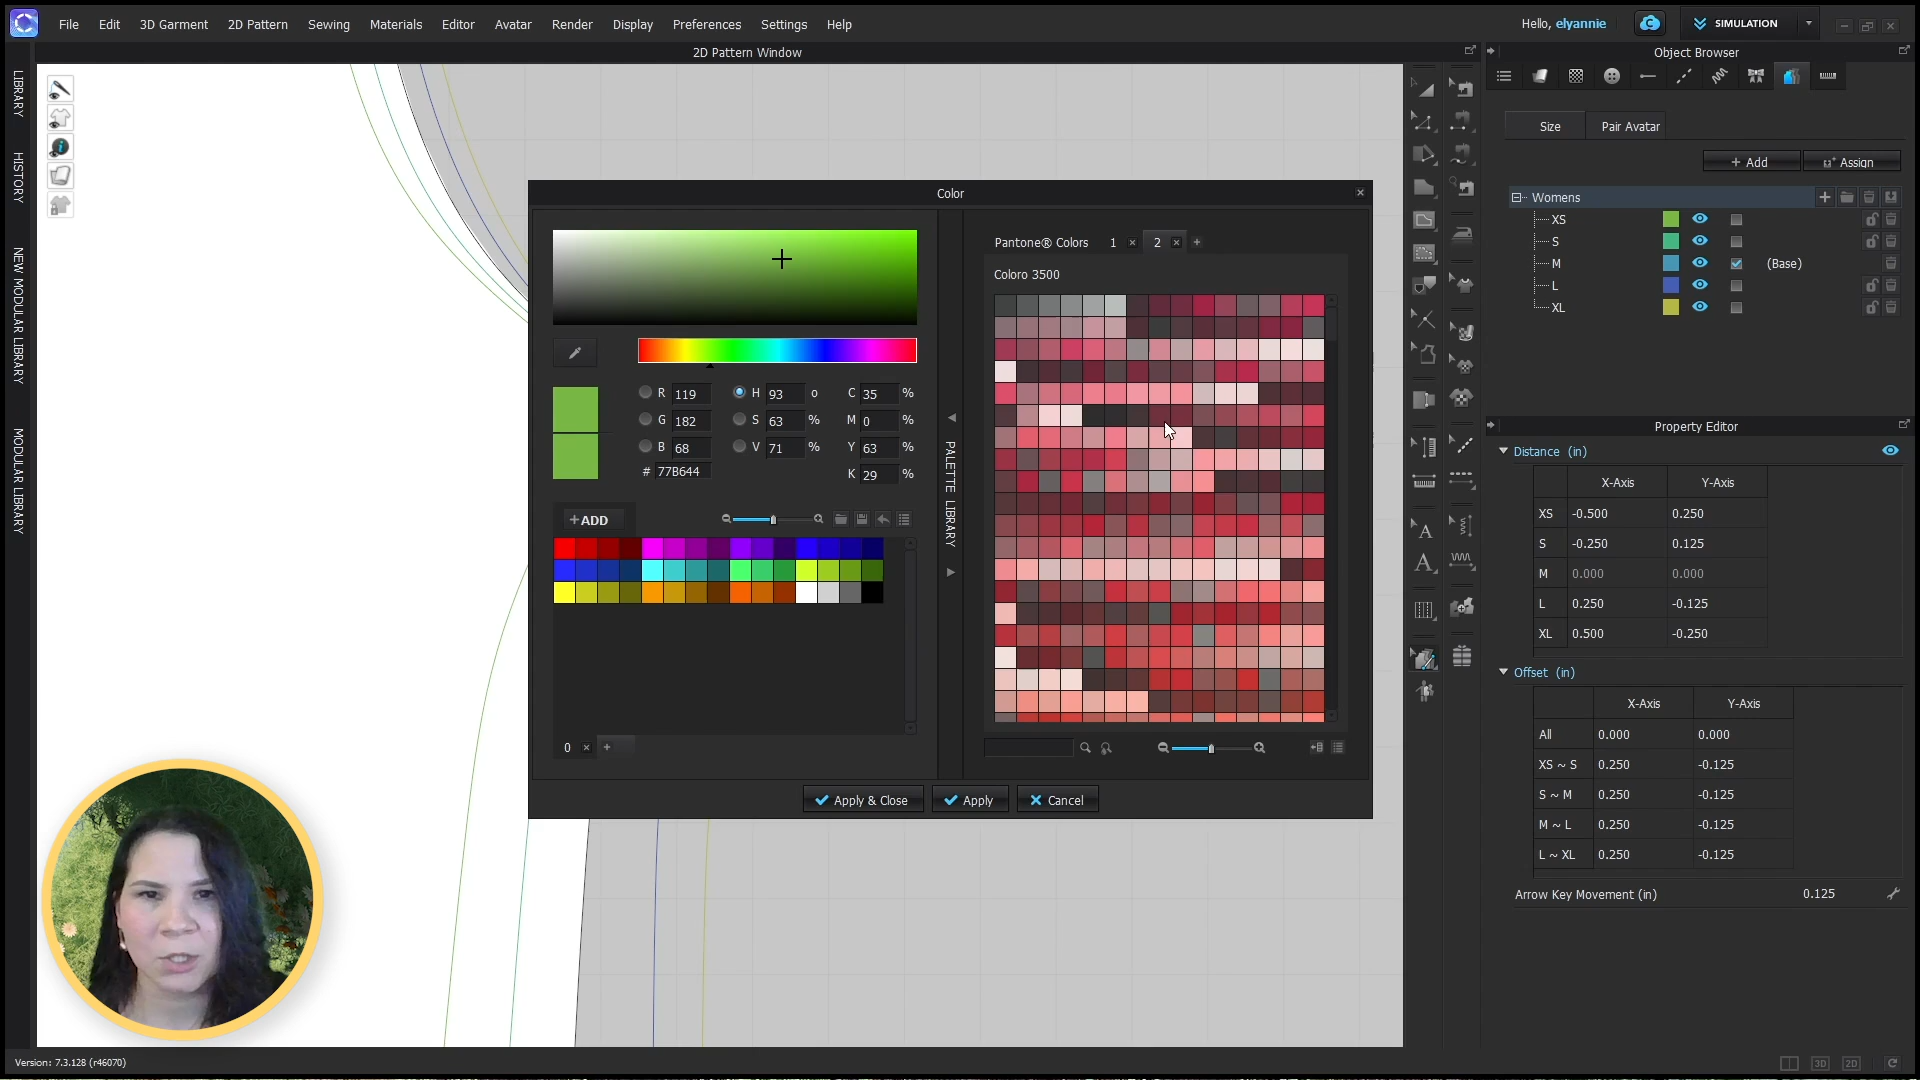 File Edit 3D Garment 2D Pattern Sewing Materials Editor Avatar Render Display Preferences Settings Help
Hello, elyannie
SIMULATION
2D Pattern Window
Object Browser
LIBRARY
HISTORY
NEW MODULAR LIBRARY
MODULAR LIBRARY
Size Pair Avatar
+ Add
Assign
Womens
XS
S
M (Base)
L
XL
Color
Pantone® Colors 1 2 +
Coloro 3500
R 119 H 93 o C 35 %
G 182 S 63 % M 0 %
B 68 V 71 % Y 63 %
# 77B644 K 29 %
PALETTE LIBRARY
+ADD
0 +
Apply & Close
Apply
Cancel
Property Editor
Distance (in)
X-Axis Y-Axis
XS -0.500 0.250
S -0.250 0.125
M 0.000 0.000
L 0.250 -0.125
XL 0.500 -0.250
Offset (in)
X-Axis Y-Axis
All 0.000 0.000
XS ~ S 0.250 -0.125
S ~ M 0.250 -0.125
M ~ L 0.250 -0.125
L ~ XL 0.250 -0.125
Arrow Key Movement (in) 0.125
Version: 7.3.128 (r46070)
3D 2D